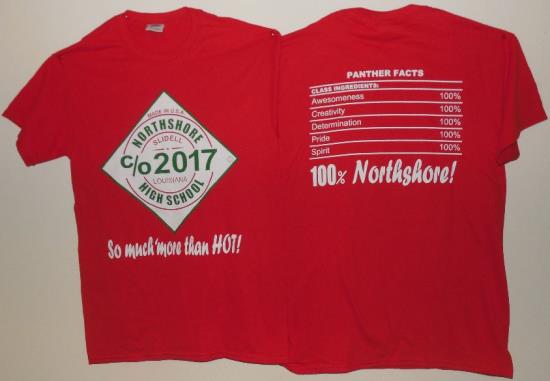 MADE IN U.S.A.
NORTHSHORE
SLIDELL
c/o 2017
LOUISIANA
HIGH SCHOOL
So much 'more than HOT!
PANTHER FACTS
CLASS INGREDIENTS:
Awesomeness 100%
Creativity 100%
Determination 100%
Pride 100%
Spirit 100%
100% Northshore!